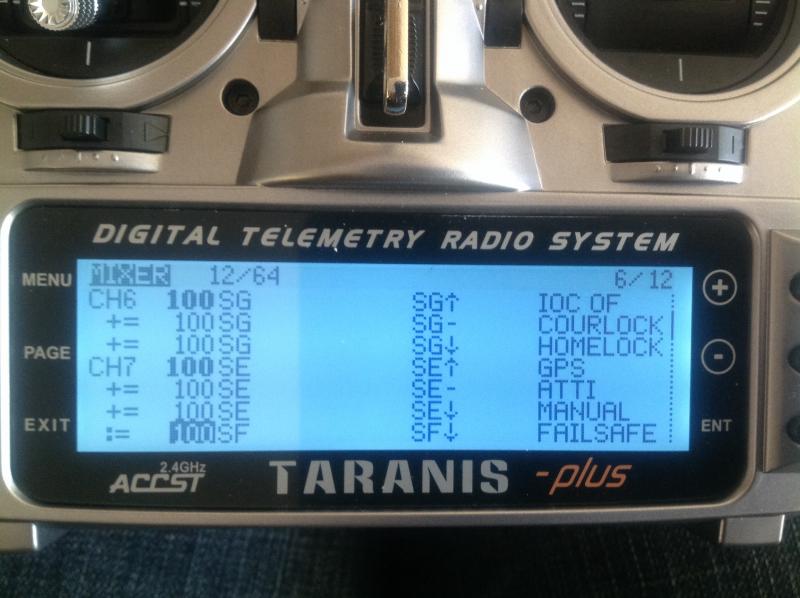 DIGITAL TELEMETRY RADIO SYSTEM
MENU
PAGE
EXIT
MIXER 12/64 6/12
CH6 100 SG SG↑ IOC OF
+= 100 SG SG- COURLOCK
+= 100 SG SG↓ HOMELOCK
CH7 100 SE SE↑ GPS
+= 100 SE SE- ATTI
+= 100 SE SE↓ MANUAL
:= 100 SF SF↓ FAILSAFE
+
-
ENT
2.4GHz
ACCST
TARANIS -plus